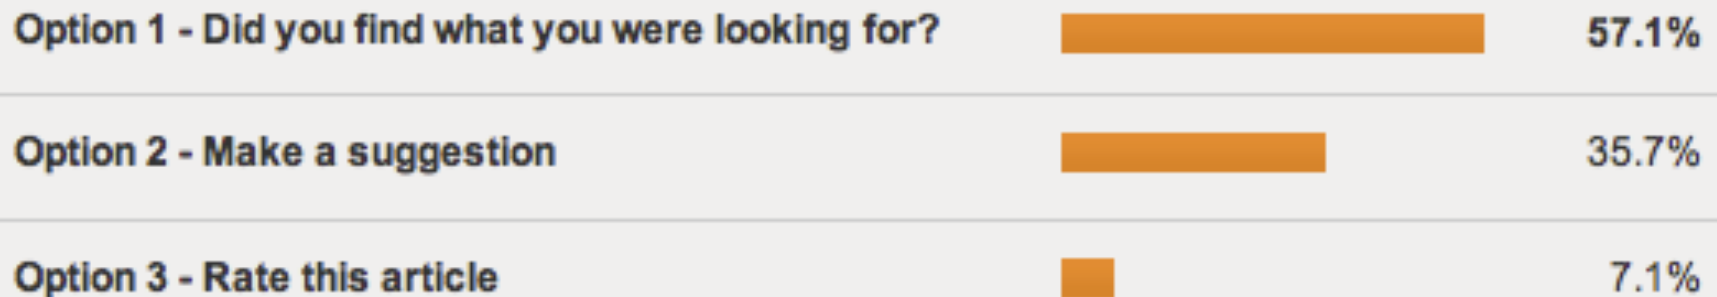 Option 1 - Did you find what you were looking for? 57.1%
Option 2 - Make a suggestion 35.7%
Option 3 - Rate this article 7.1%